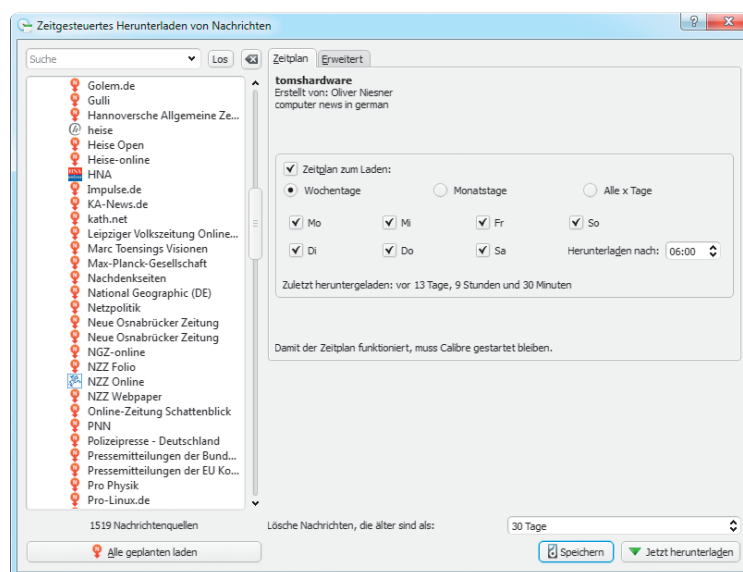 Zeitgesteuertes Herunterladen von Nachrichten
Suche
Los
Golem.de
Gulli
Hannoversche Allgemeine Ze...
heise
Heise Open
Heise-online
HNA
HNA
Impulse.de
KA-News.de
kath.net
Leipziger Volkszeitung Online...
Marc Toensings Visionen
Max-Planck-Gesellschaft
Nachdenkseiten
National Geographic (DE)
Netzpolitik
Neue Osnabrücker Zeitung
Neue Osnabrücker Zeitung
NGZ-online
NZZ Folio
NZZ Online
NZZ Webpaper
Online-Zeitung Schattenblick
PNN
Polizeipresse - Deutschland
Pressemitteilungen der Bund...
Pressemitteilungen der EU Ko...
Pro Physik
Pro-Linux.de
1519 Nachrichtenquellen
Alle geplanten laden
Zeitplan Erweitert
tomshardware
Erstellt von: Oliver Niesner
computer news in german
Zeitplan zum Laden:
Wochentage Monatstage Alle x Tage
Mo Mi Fr So
Di Do Sa Herunterladen nach: 06:00
Zuletzt heruntergeladen: vor 13 Tage, 9 Stunden und 30 Minuten
Damit der Zeitplan funktioniert, muss Calibre gestartet bleiben.
Lösche Nachrichten, die älter sind als: 30 Tage
Speichern Jetzt herunterladen